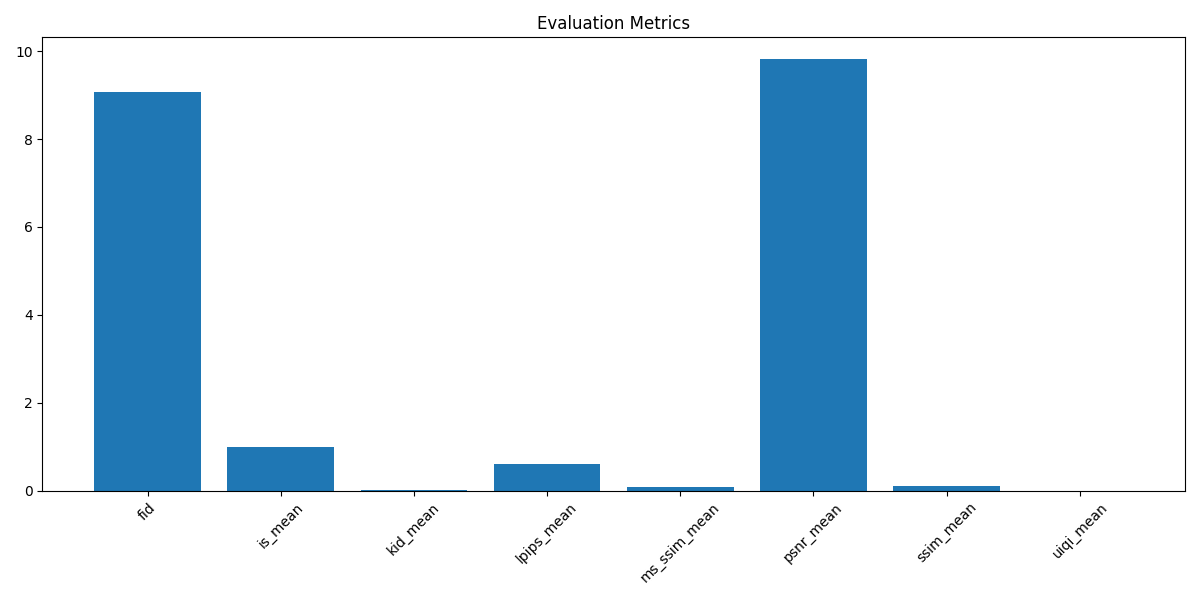 Evaluation Metrics
10
8
6
4
2
0
fid
is_mean
kid_mean
lpips_mean
ms_ssim_mean
psnr_mean
ssim_mean
uiqi_mean